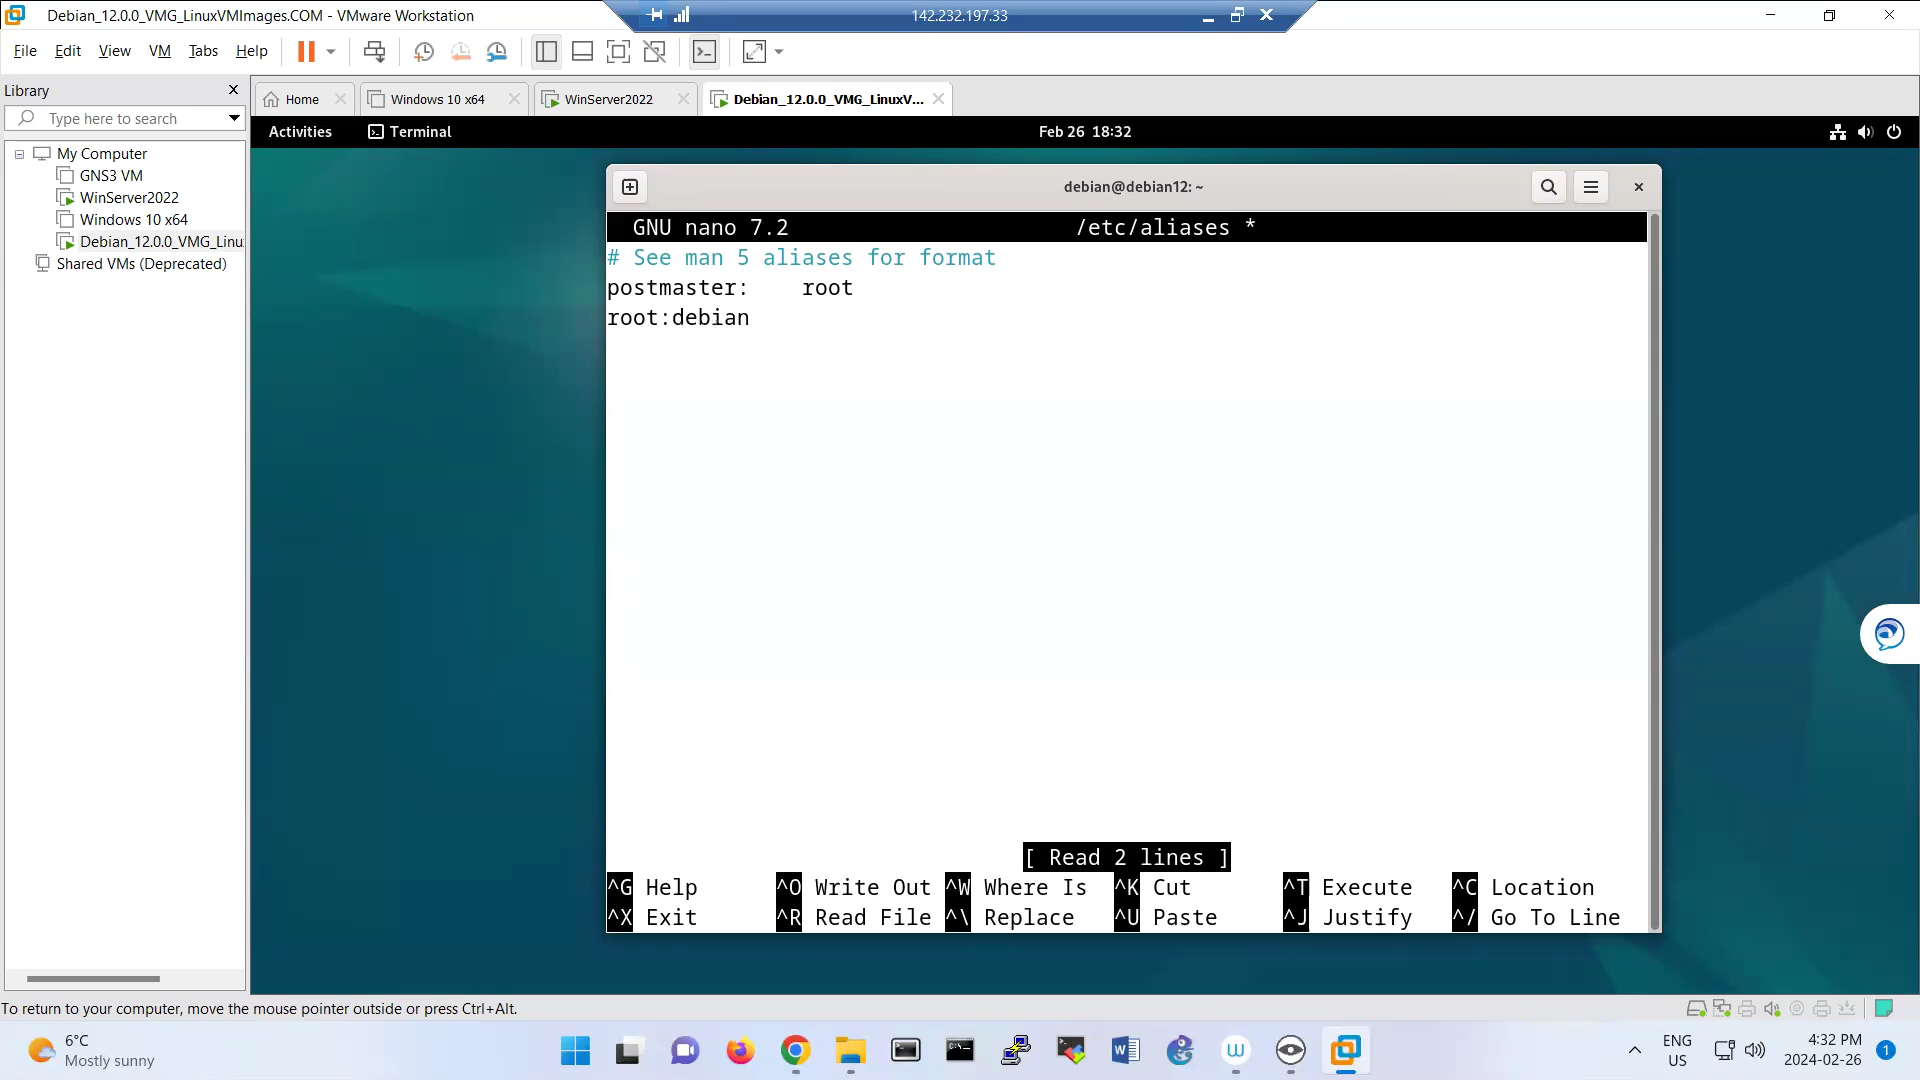 Debian_12.0.0_VMG_LinuxVMImages.COM - VMware Workstation
142.232.197.33
File Edit View VM Tabs Help
Library
Type here to search
My Computer
GNS3 VM
WinServer2022
Windows 10 x64
Debian_12.0.0_VMG_Linu
Shared VMs (Deprecated)
Home
Windows 10 x64
WinServer2022
Debian_12.0.0_VMG_LinuxV...
Activities
Terminal
Feb 26 18:32
debian@debian12: ~
GNU nano 7.2 /etc/aliases *
# See man 5 aliases for format
postmaster: root
root:debian
[ Read 2 lines ]
^G Help ^O Write Out ^W Where Is ^K Cut ^T Execute ^C Location
^X Exit ^R Read File ^\ Replace ^U Paste ^J Justify ^/ Go To Line
To return to your computer, move the mouse pointer outside or press Ctrl+Alt.
6°C
Mostly sunny
ENG
US
4:32 PM
2024-02-26
1